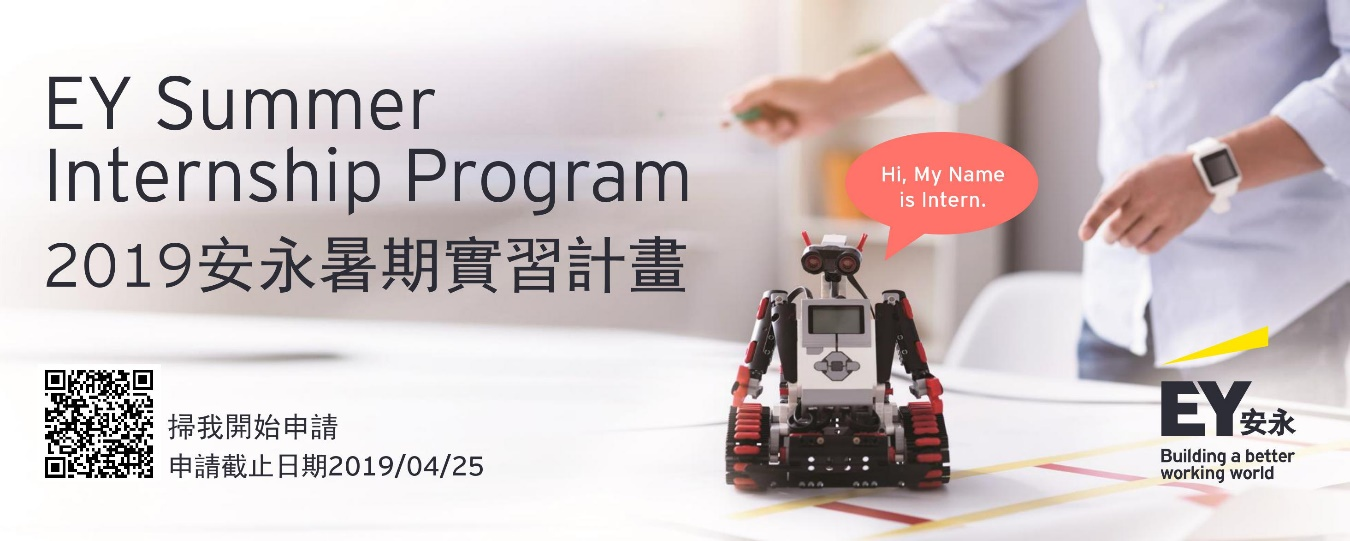 EY Summer
Internship Program
2019安永暑期實習計畫
Hi, My Name
is Intern.
掃我開始申請
申請截止日期2019/04/25
EY安永
Building a better
working world